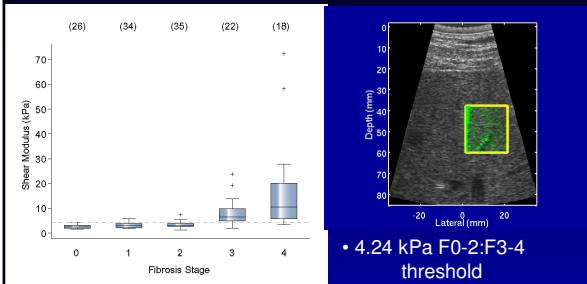 (26) (34) (35) (22) (18)
Shear Modulus (kPa)
70
60
50
40
30
20
10
0
0 1 2 3 4
Fibrosis Stage
Depth (mm)
0
10
20
30
40
50
60
70
80
-20 0 20
Lateral (mm)
• 4.24 kPa F0-2:F3-4
threshold